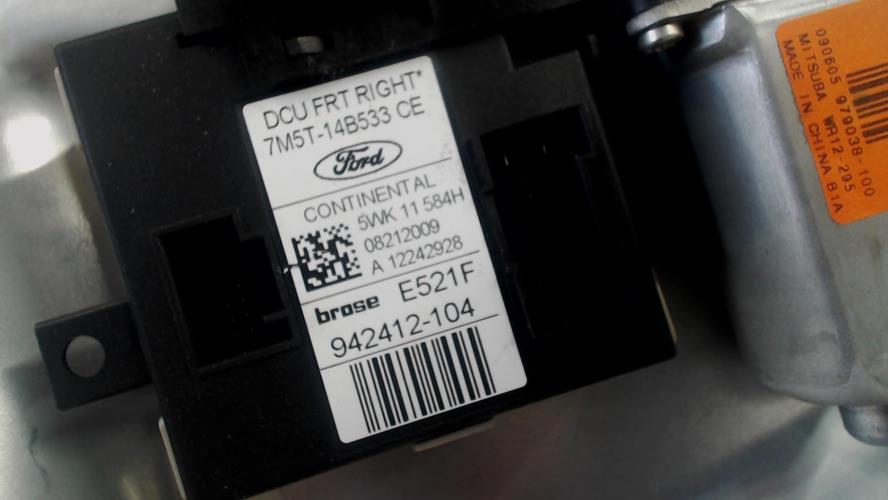 DCU FRT RIGHT*
7M5T-14B533 CE
Ford
CONTINENTAL
5WK 11 584H
08212009
A 12242928
brose E521F
942412-104
090605 979038-100
MITSUBA WR12-295
MADE IN CHINA B1A